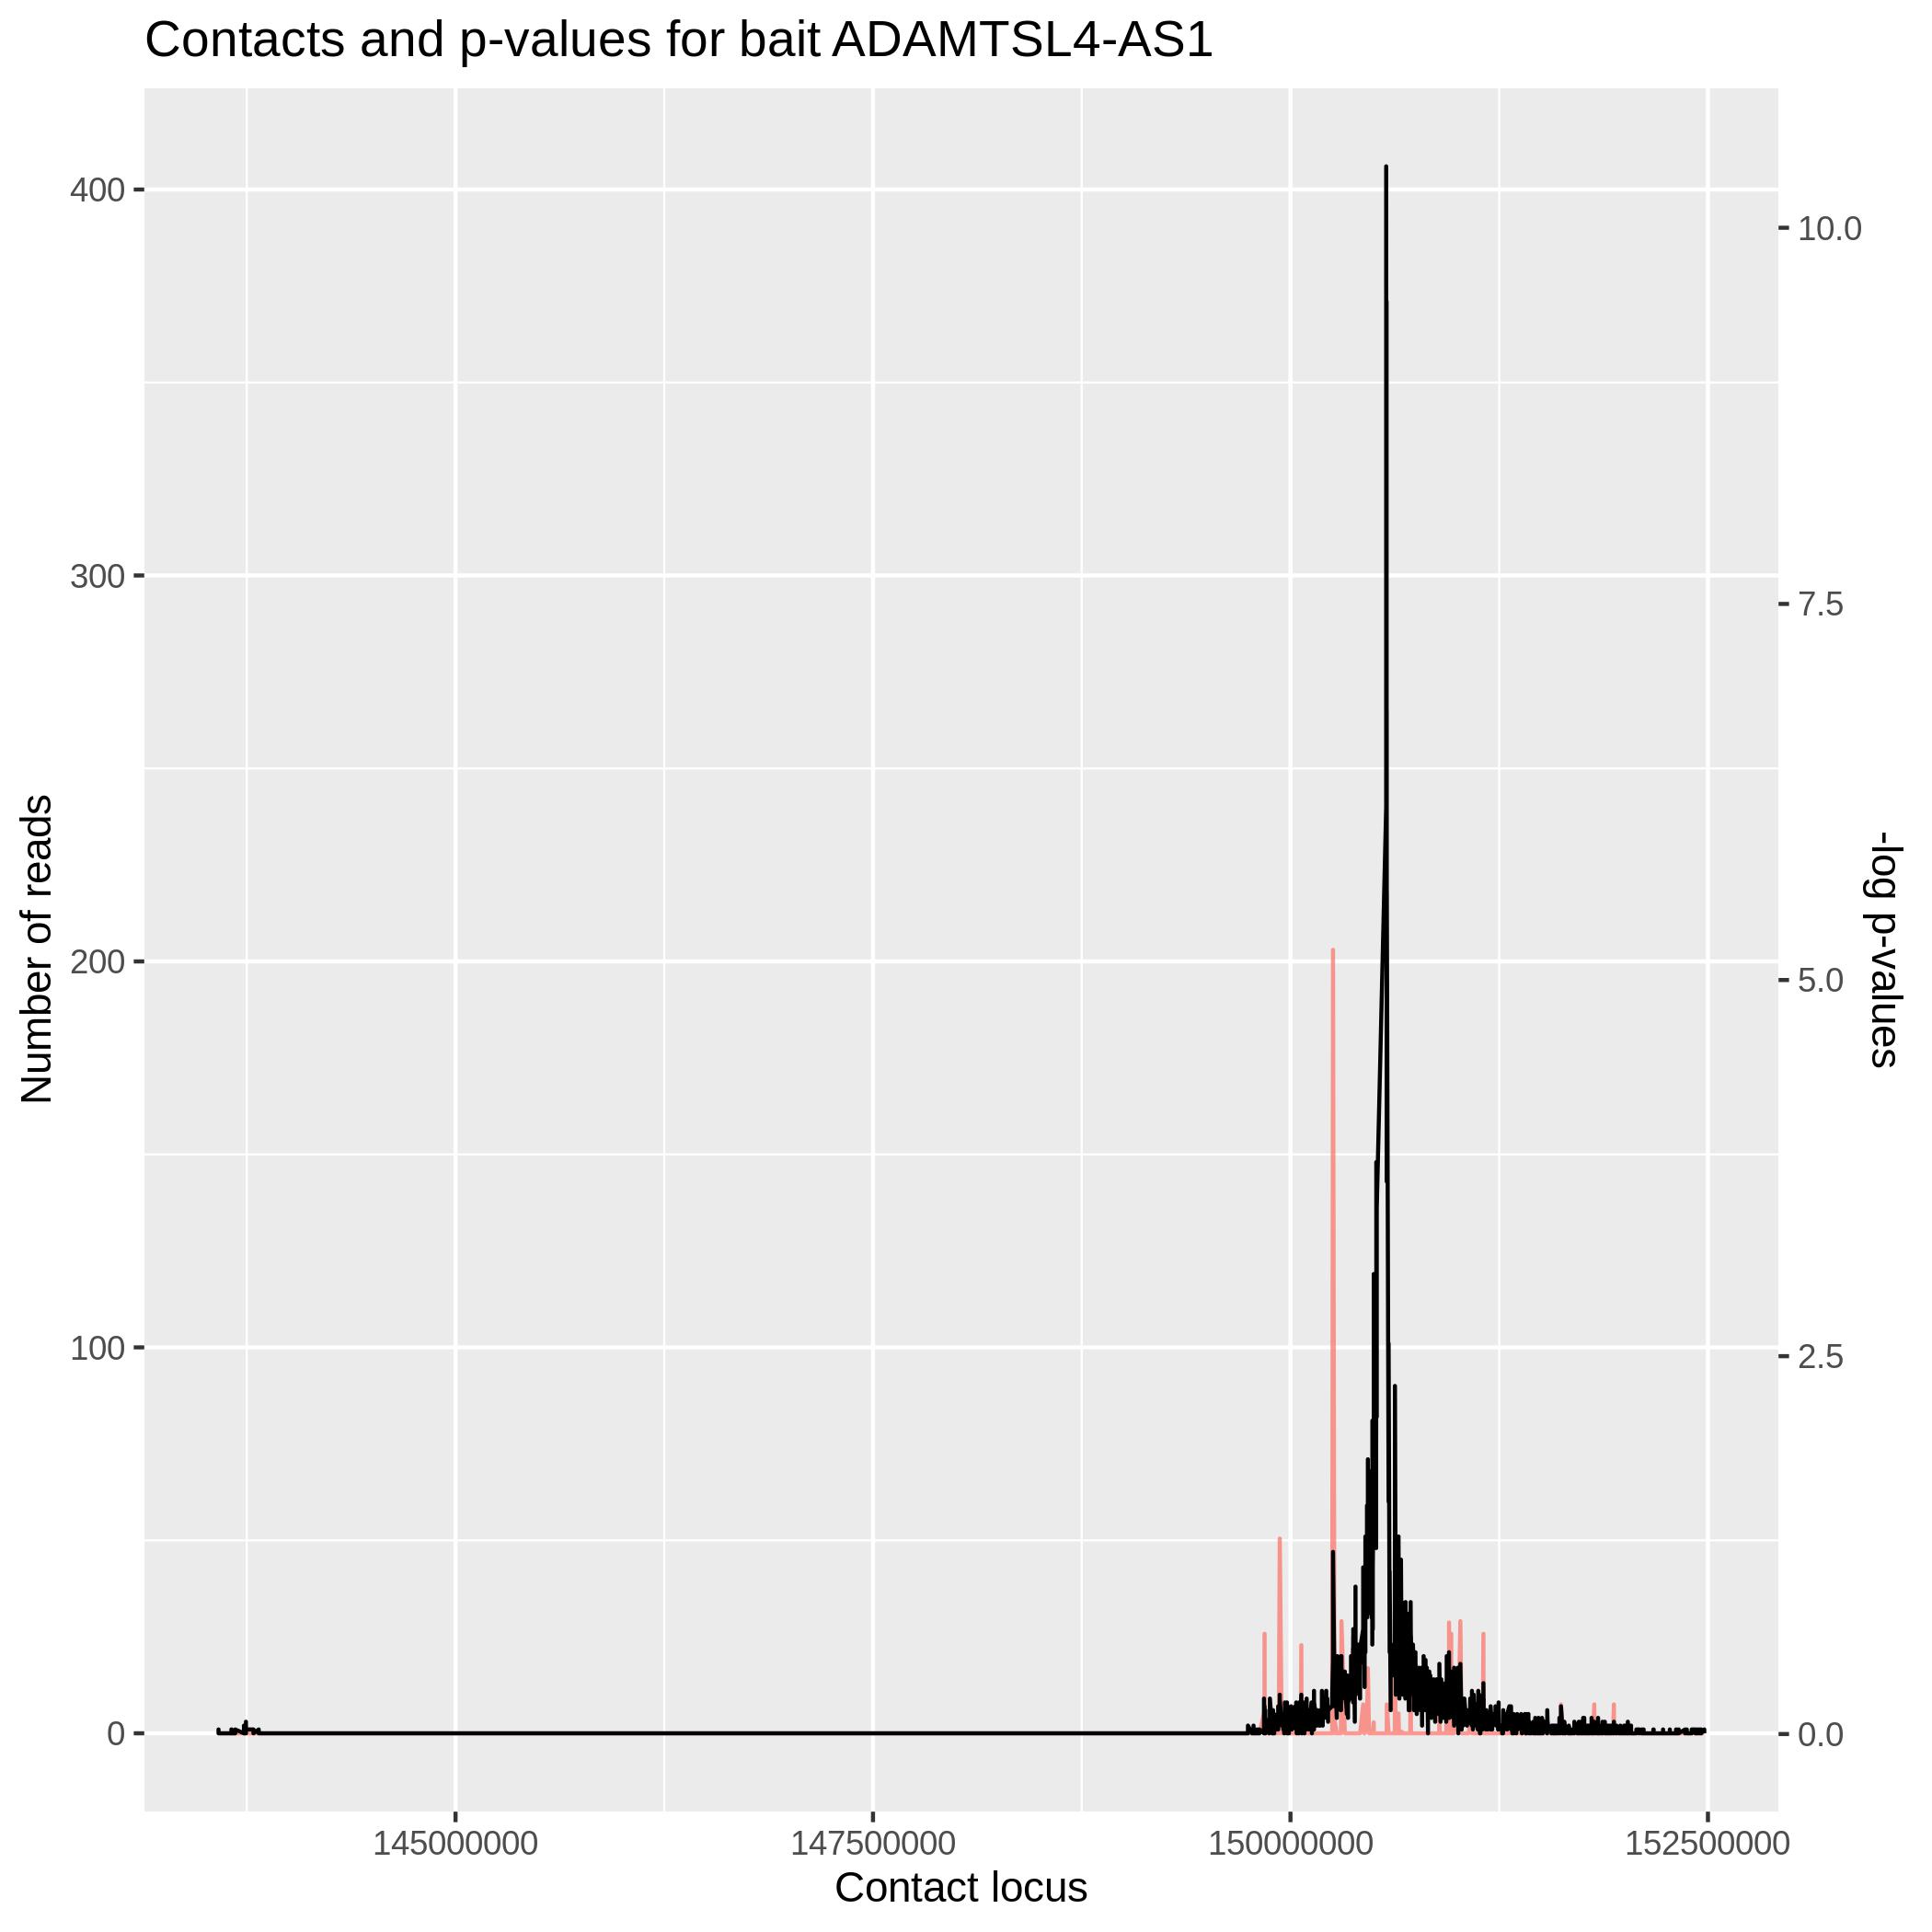 Contacts and p-values for bait ADAMTSL4-AS1
400
300
200
100
0
Number of reads
10.0
7.5
5.0
2.5
0.0
-log p-values
145000000 147500000 150000000 152500000
Contact locus